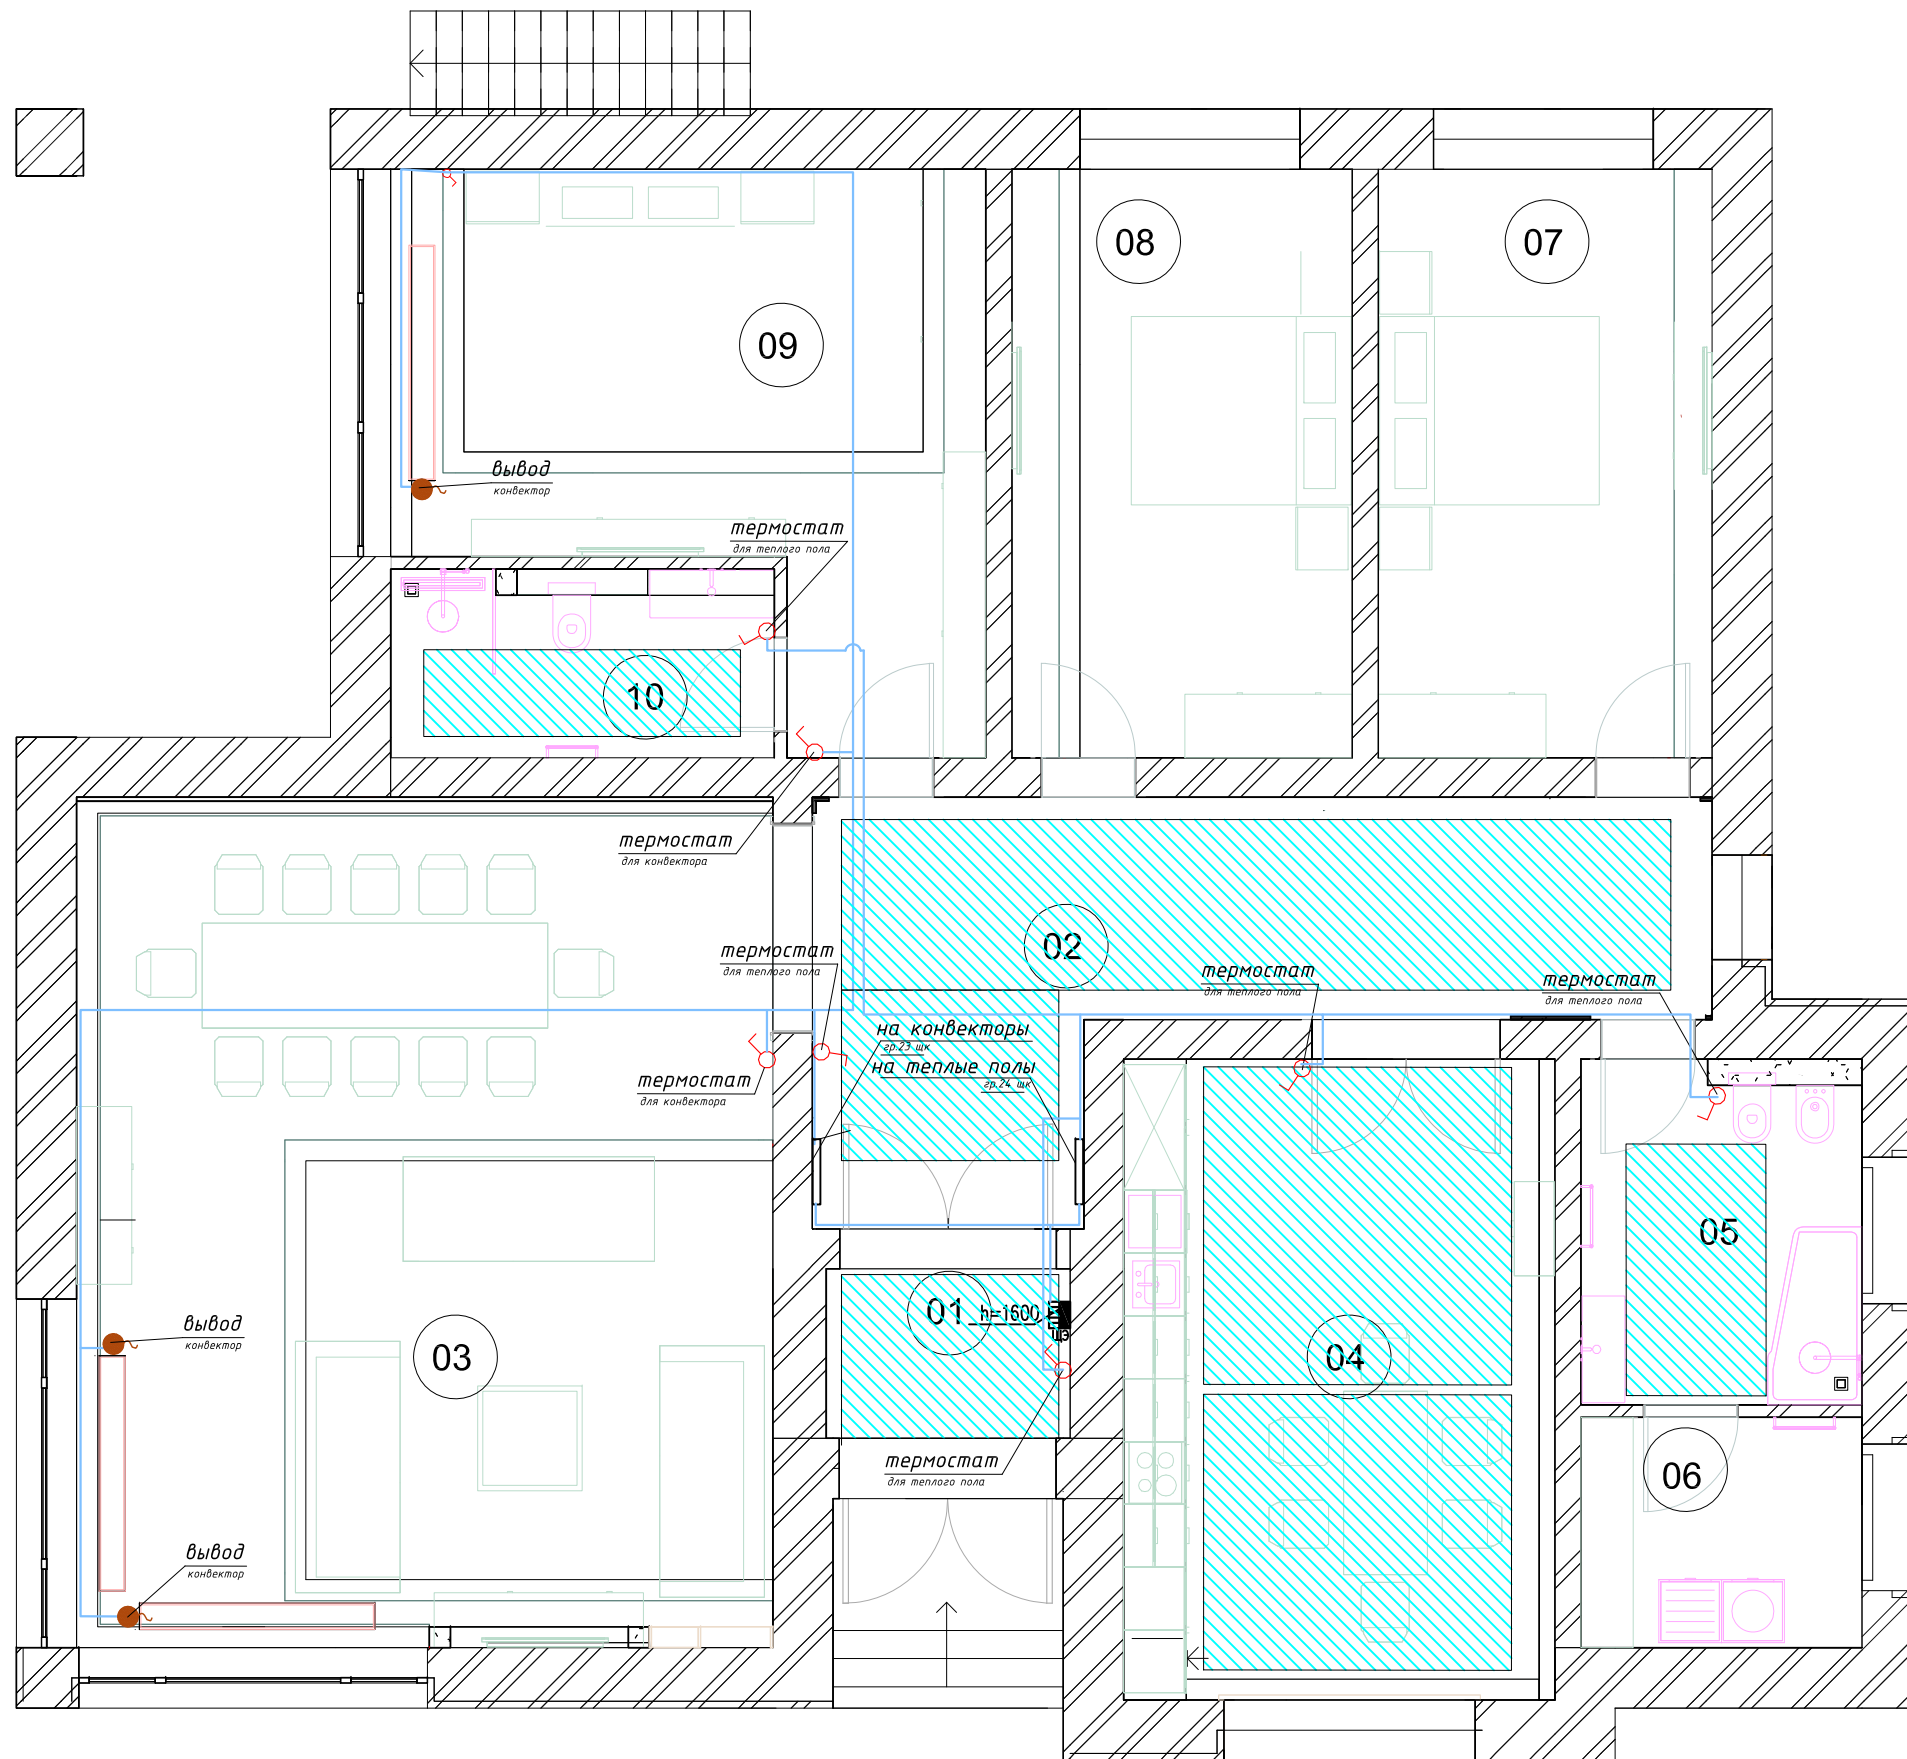 08
07
09
вывод
конвектор
термостат
для теплого пола
10
термостат
для конвектора
02
термостат
для теплого пола
термостат
для теплого пола
термостат
для теплого пола
на конвекторы
гр.23 щк
на теплые полы
гр.24 щк
термостат
для конвектора
05
01
h=1600
вывод
конвектор
03
04
термостат
для теплого пола
06
вывод
конвектор